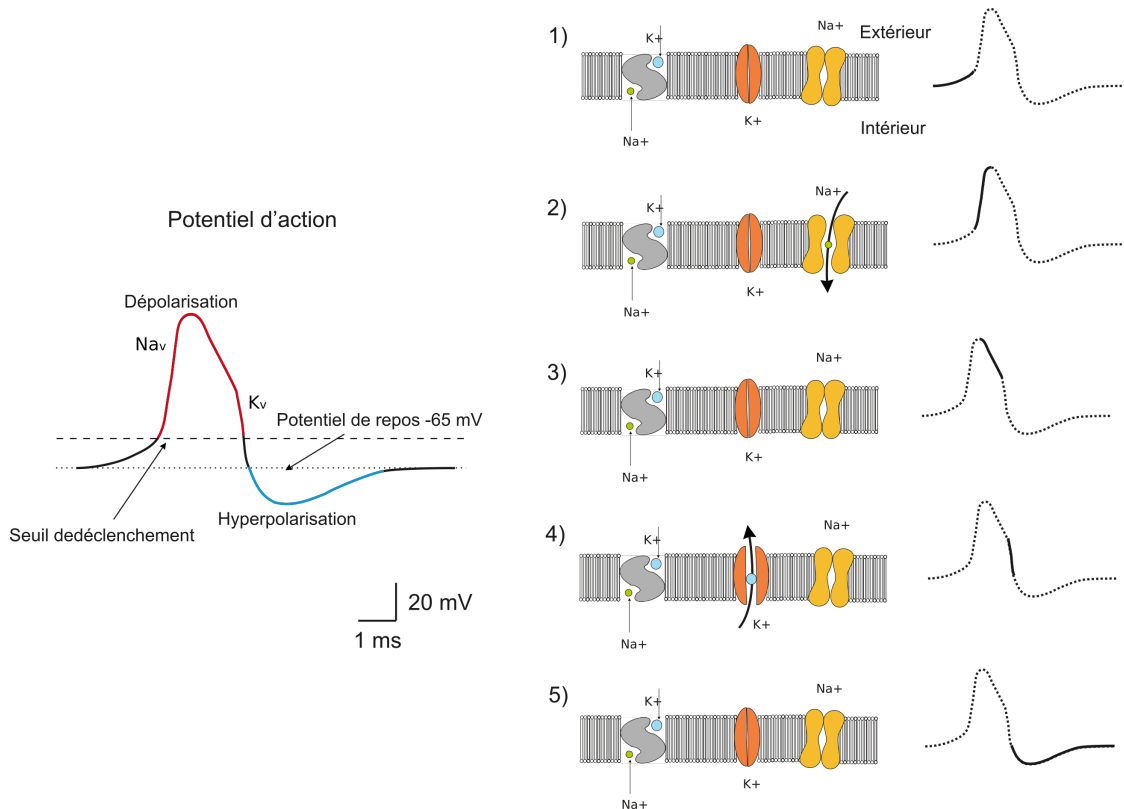 Potentiel d'action
Dépolarisation
Nav
Kv
Potentiel de repos -65 mV
Seuil dedéclenchement
Hyperpolarisation
20 mV
1 ms
1)
K+
Na+
K+
Na+
Extérieur
Intérieur
2)
K+
Na+
K+
Na+
3)
K+
Na+
K+
Na+
4)
K+
Na+
K+
Na+
5)
K+
Na+
K+
Na+